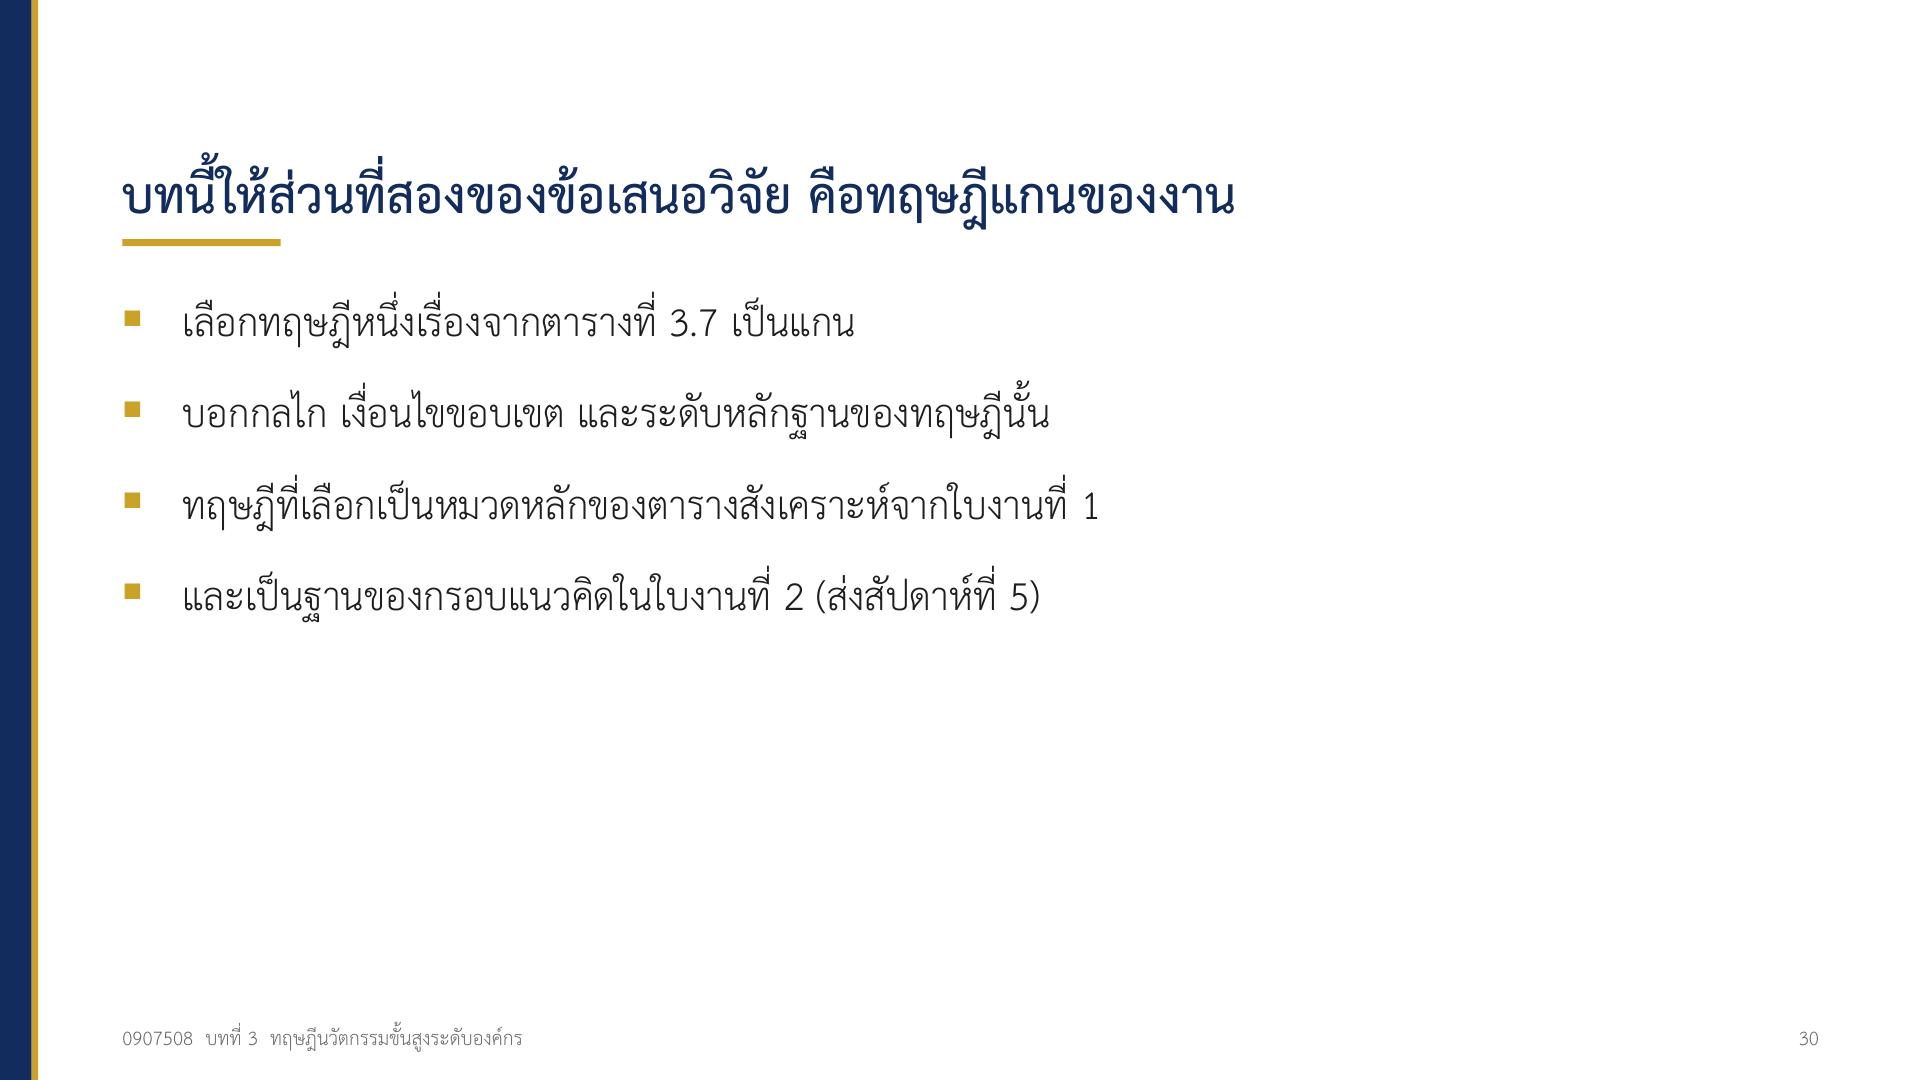 บทนี้ให้ส่วนที่สองของข้อเสนอวิจัย คือทฤษฎีแกนของงาน
เลือกทฤษฎีหนึ่งเรื่องจากตารางที่ 3.7 เป็นแกน
บอกกลไก เงื่อนไขขอบเขต และระดับหลักฐานของทฤษฎีนั้น
ทฤษฎีที่เลือกเป็นหมวดหลักของตารางสังเคราะห์จากใบงานที่ 1
และเป็นฐานของกรอบแนวคิดในใบงานที่ 2 (ส่งสัปดาห์ที่ 5)
0907508 บทที่ 3 ทฤษฎีนวัตกรรมขั้นสูงระดับองค์กร
30